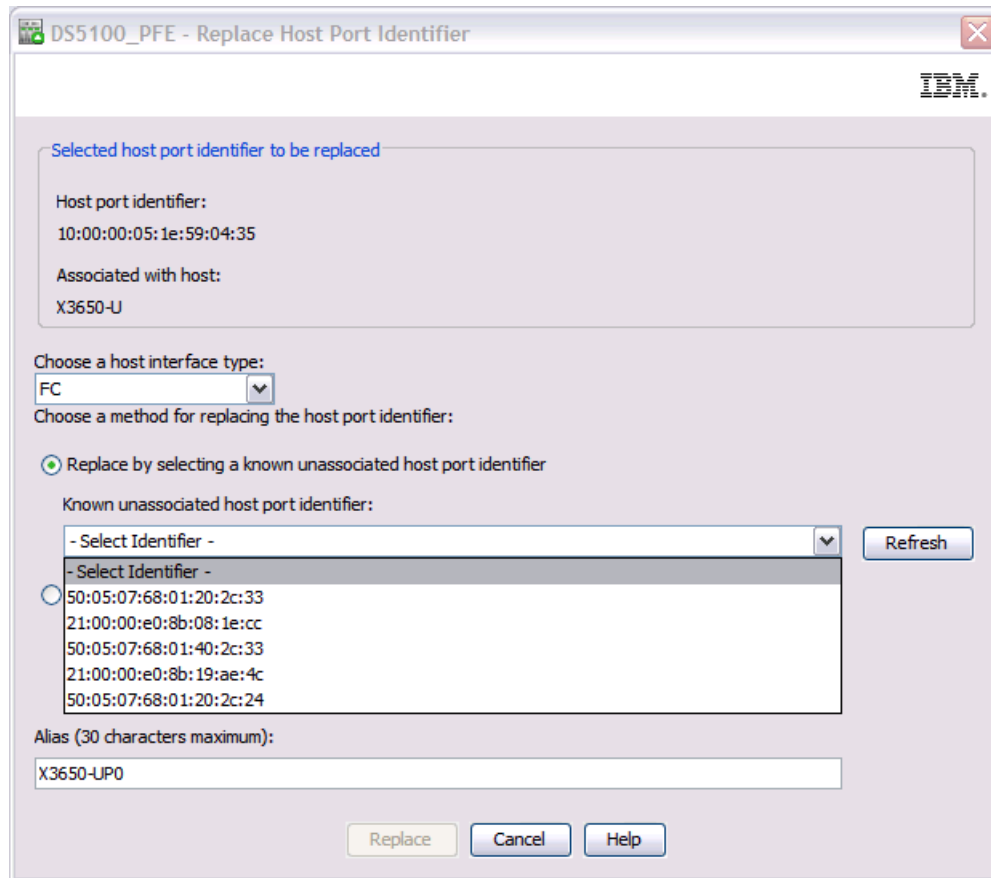 DS5100_PFE - Replace Host Port Identifier
IBM.
Selected host port identifier to be replaced
Host port identifier:
10:00:00:05:1e:59:04:35
Associated with host:
X3650-U
Choose a host interface type:
FC
Choose a method for replacing the host port identifier:
Replace by selecting a known unassociated host port identifier
Known unassociated host port identifier:
- Select Identifier -
Refresh
- Select Identifier -
50:05:07:68:01:20:2c:33
21:00:00:e0:8b:08:1e:cc
50:05:07:68:01:40:2c:33
21:00:00:e0:8b:19:ae:4c
50:05:07:68:01:20:2c:24
Alias (30 characters maximum):
X3650-UP0
Replace
Cancel
Help